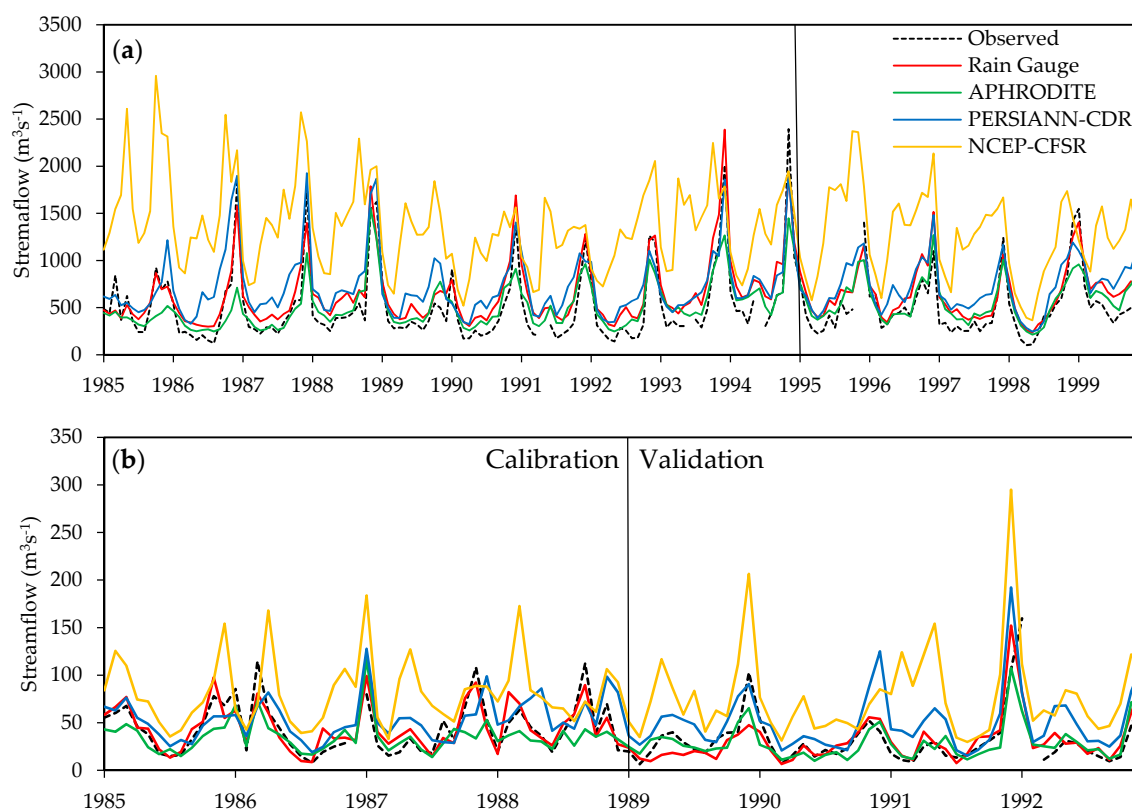 (a)
Stremaflow (m³s⁻¹)
3500
3000
2500
2000
1500
1000
500
0
Observed
Rain Gauge
APHRODITE
PERSIANN-CDR
NCEP-CFSR
1985 1986 1987 1988 1989 1990 1991 1992 1993 1994 1995 1996 1997 1998 1999
(b)
Calibration Validation
Streamflow (m³s⁻¹)
350
300
250
200
150
100
50
0
1985 1986 1987 1988 1989 1990 1991 1992